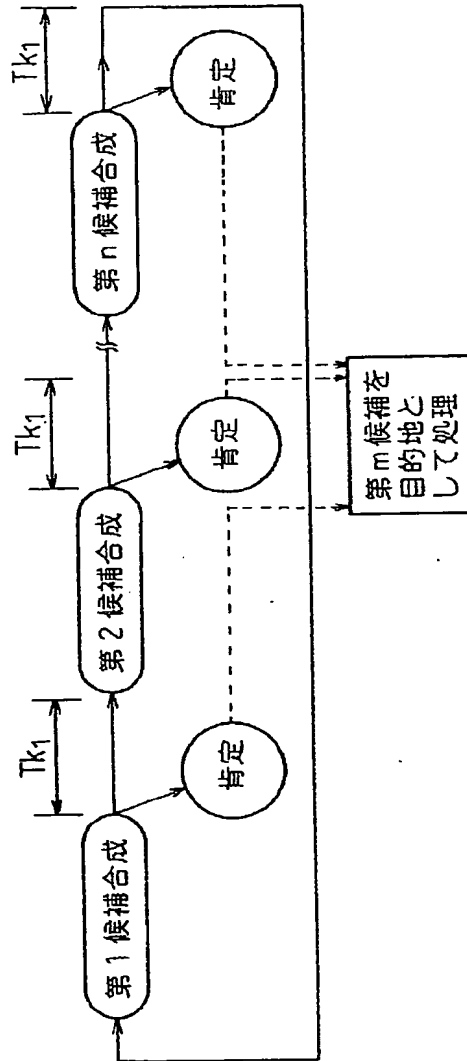 Tk1
Tk1
Tk1
第1候補合成
第2候補合成
第n候補合成
肯定
肯定
肯定
第m候補を
目的地と
して処理